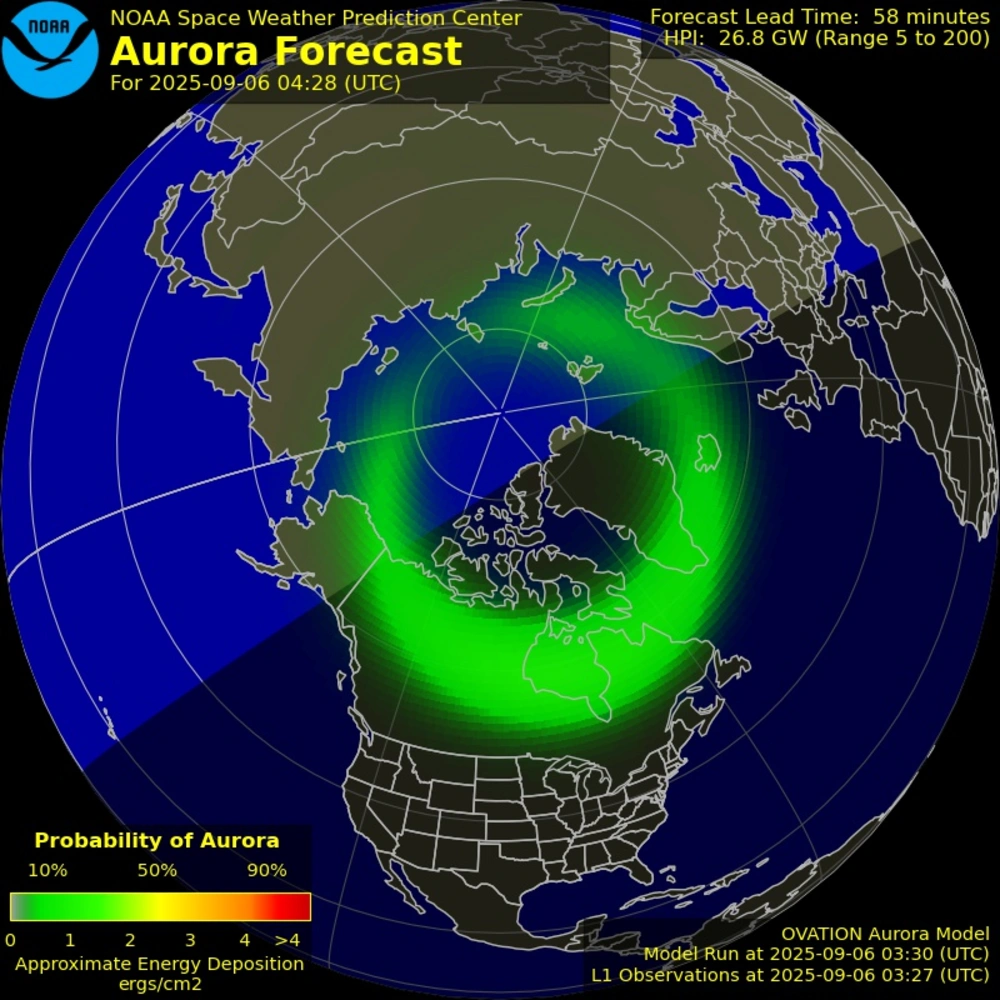 NOAA
NOAA Space Weather Prediction Center
Aurora Forecast
For 2025-09-06 04:28 (UTC)
Forecast Lead Time: 58 minutes
HPI: 26.8 GW (Range 5 to 200)
Probability of Aurora
10% 50% 90%
0 1 2 3 4 >4
Approximate Energy Deposition
ergs/cm2
OVATION Aurora Model
Model Run at 2025-09-06 03:30 (UTC)
L1 Observations at 2025-09-06 03:27 (UTC)